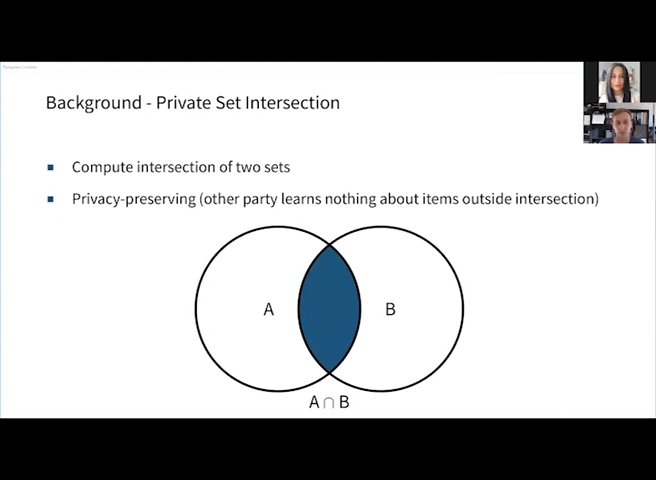 Background - Private Set Intersection
Compute intersection of two sets
Privacy-preserving (other party learns nothing about items outside intersection)
A
B
A ∩ B